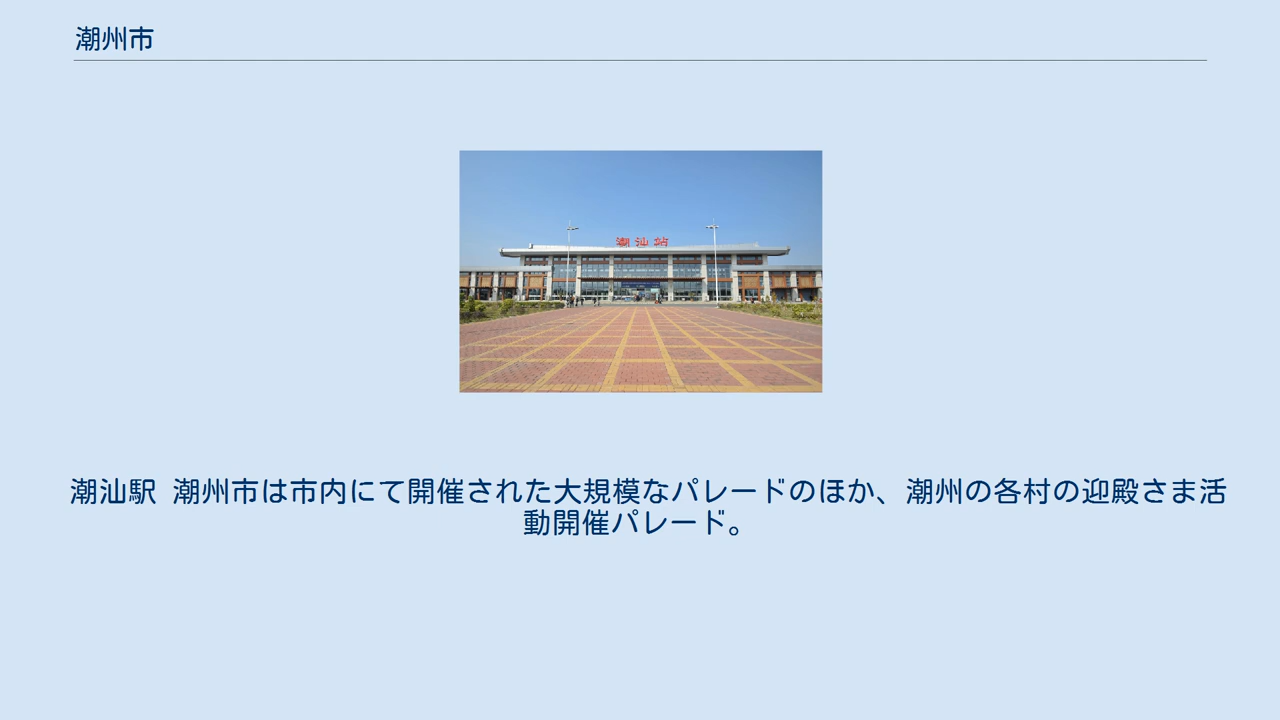 潮州市
潮汕站
潮汕駅 潮州市は市内にて開催された大規模なパレードのほか、潮州の各村の迎殿さま活
動開催パレード。